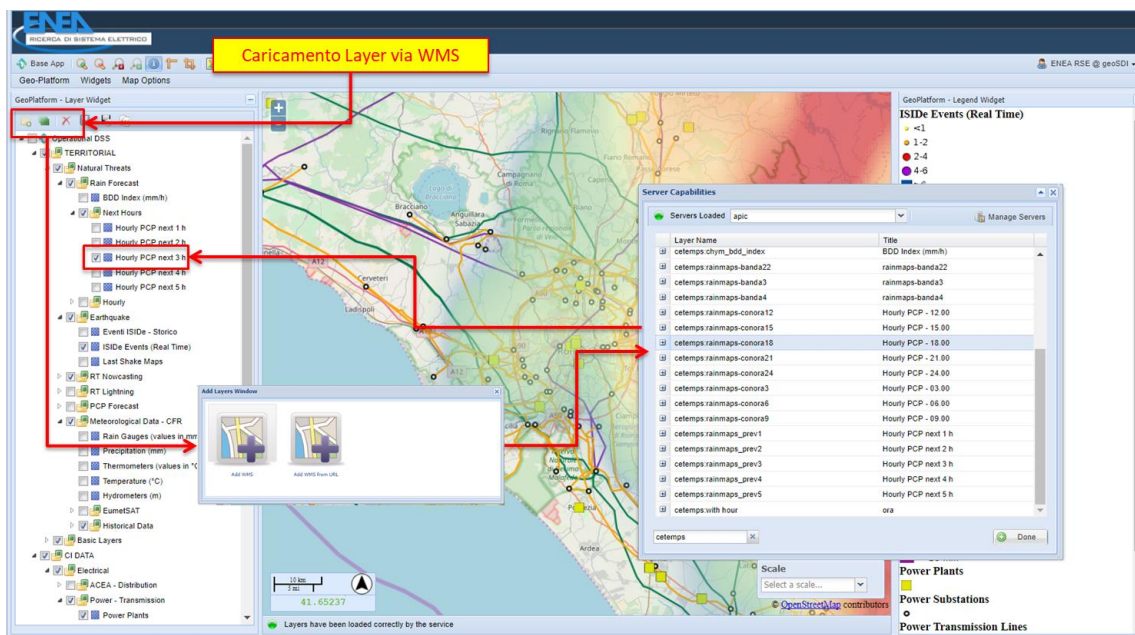 ENEA
RICERCA DI SISTEMA ELETTRICO
Caricamento Layer via WMS
Base App
ENEA RSE @ geoSDI
Geo-Platform Widgets Map Options
GeoPlatform - Layer Widget
Operational DSS
TERRITORIAL
Natural Threats
Rain Forecast
BDD Index (mm/h)
Next Hours
Hourly PCP next 1 h
Hourly PCP next 2 h
Hourly PCP next 3 h
Hourly PCP next 4 h
Hourly PCP next 5 h
Hourly
Earthquake
Eventi ISIDe - Storico
ISIDe Events (Real Time)
Last Shake Maps
RT Nowcasting
RT Lightning
PCP Forecast
Meteorological Data - CFR
Rain Gauges (values in mm
Precipitation (mm)
Thermometers (values in °C
Temperature (°C)
Hydrometers (m)
EumetSAT
Historical Data
Basic Layers
CI DATA
Electrical
ACEA - Distribution
Power - Transmission
Power Plants
Rignano Flaminio
Fiano Romano
Campagnano
di Roma
Capena
Lago di
Bracciano
Bracciano
Anguillara
Sabazia
A12
Cerveteri
Ladispoli
A90
A12
Ardea
10 km
5 mi
41.65237
Scale
Select a scale...
© OpenStreetMap contributors
Layers have been loaded correctly by the service
Add Layers Window
Add WMS
Add WMS From URL
Server Capabilities
Servers Loaded apic
Manage Servers
Layer Name Title
cetemps:chym_bdd_index BDD Index (mm/h)
cetemps:rainmaps-banda22 rainmaps-banda22
cetemps:rainmaps-banda3 rainmaps-banda3
cetemps:rainmaps-banda4 rainmaps-banda4
cetemps:rainmaps-conora12 Hourly PCP - 12.00
cetemps:rainmaps-conora15 Hourly PCP - 15.00
cetemps:rainmaps-conora18 Hourly PCP - 18.00
cetemps:rainmaps-conora21 Hourly PCP - 21.00
cetemps:rainmaps-conora24 Hourly PCP - 24.00
cetemps:rainmaps-conora3 Hourly PCP - 03.00
cetemps:rainmaps-conora6 Hourly PCP - 06.00
cetemps:rainmaps-conora9 Hourly PCP - 09.00
cetemps:rainmaps_prev1 Hourly PCP next 1 h
cetemps:rainmaps_prev2 Hourly PCP next 2 h
cetemps:rainmaps_prev3 Hourly PCP next 3 h
cetemps:rainmaps_prev4 Hourly PCP next 4 h
cetemps:rainmaps_prev5 Hourly PCP next 5 h
cetemps:with hour ora
cetemps
Done
GeoPlatform - Legend Widget
ISIDe Events (Real Time)
<1
1-2
2-4
4-6
Power Plants
Power Substations
Power Transmission Lines